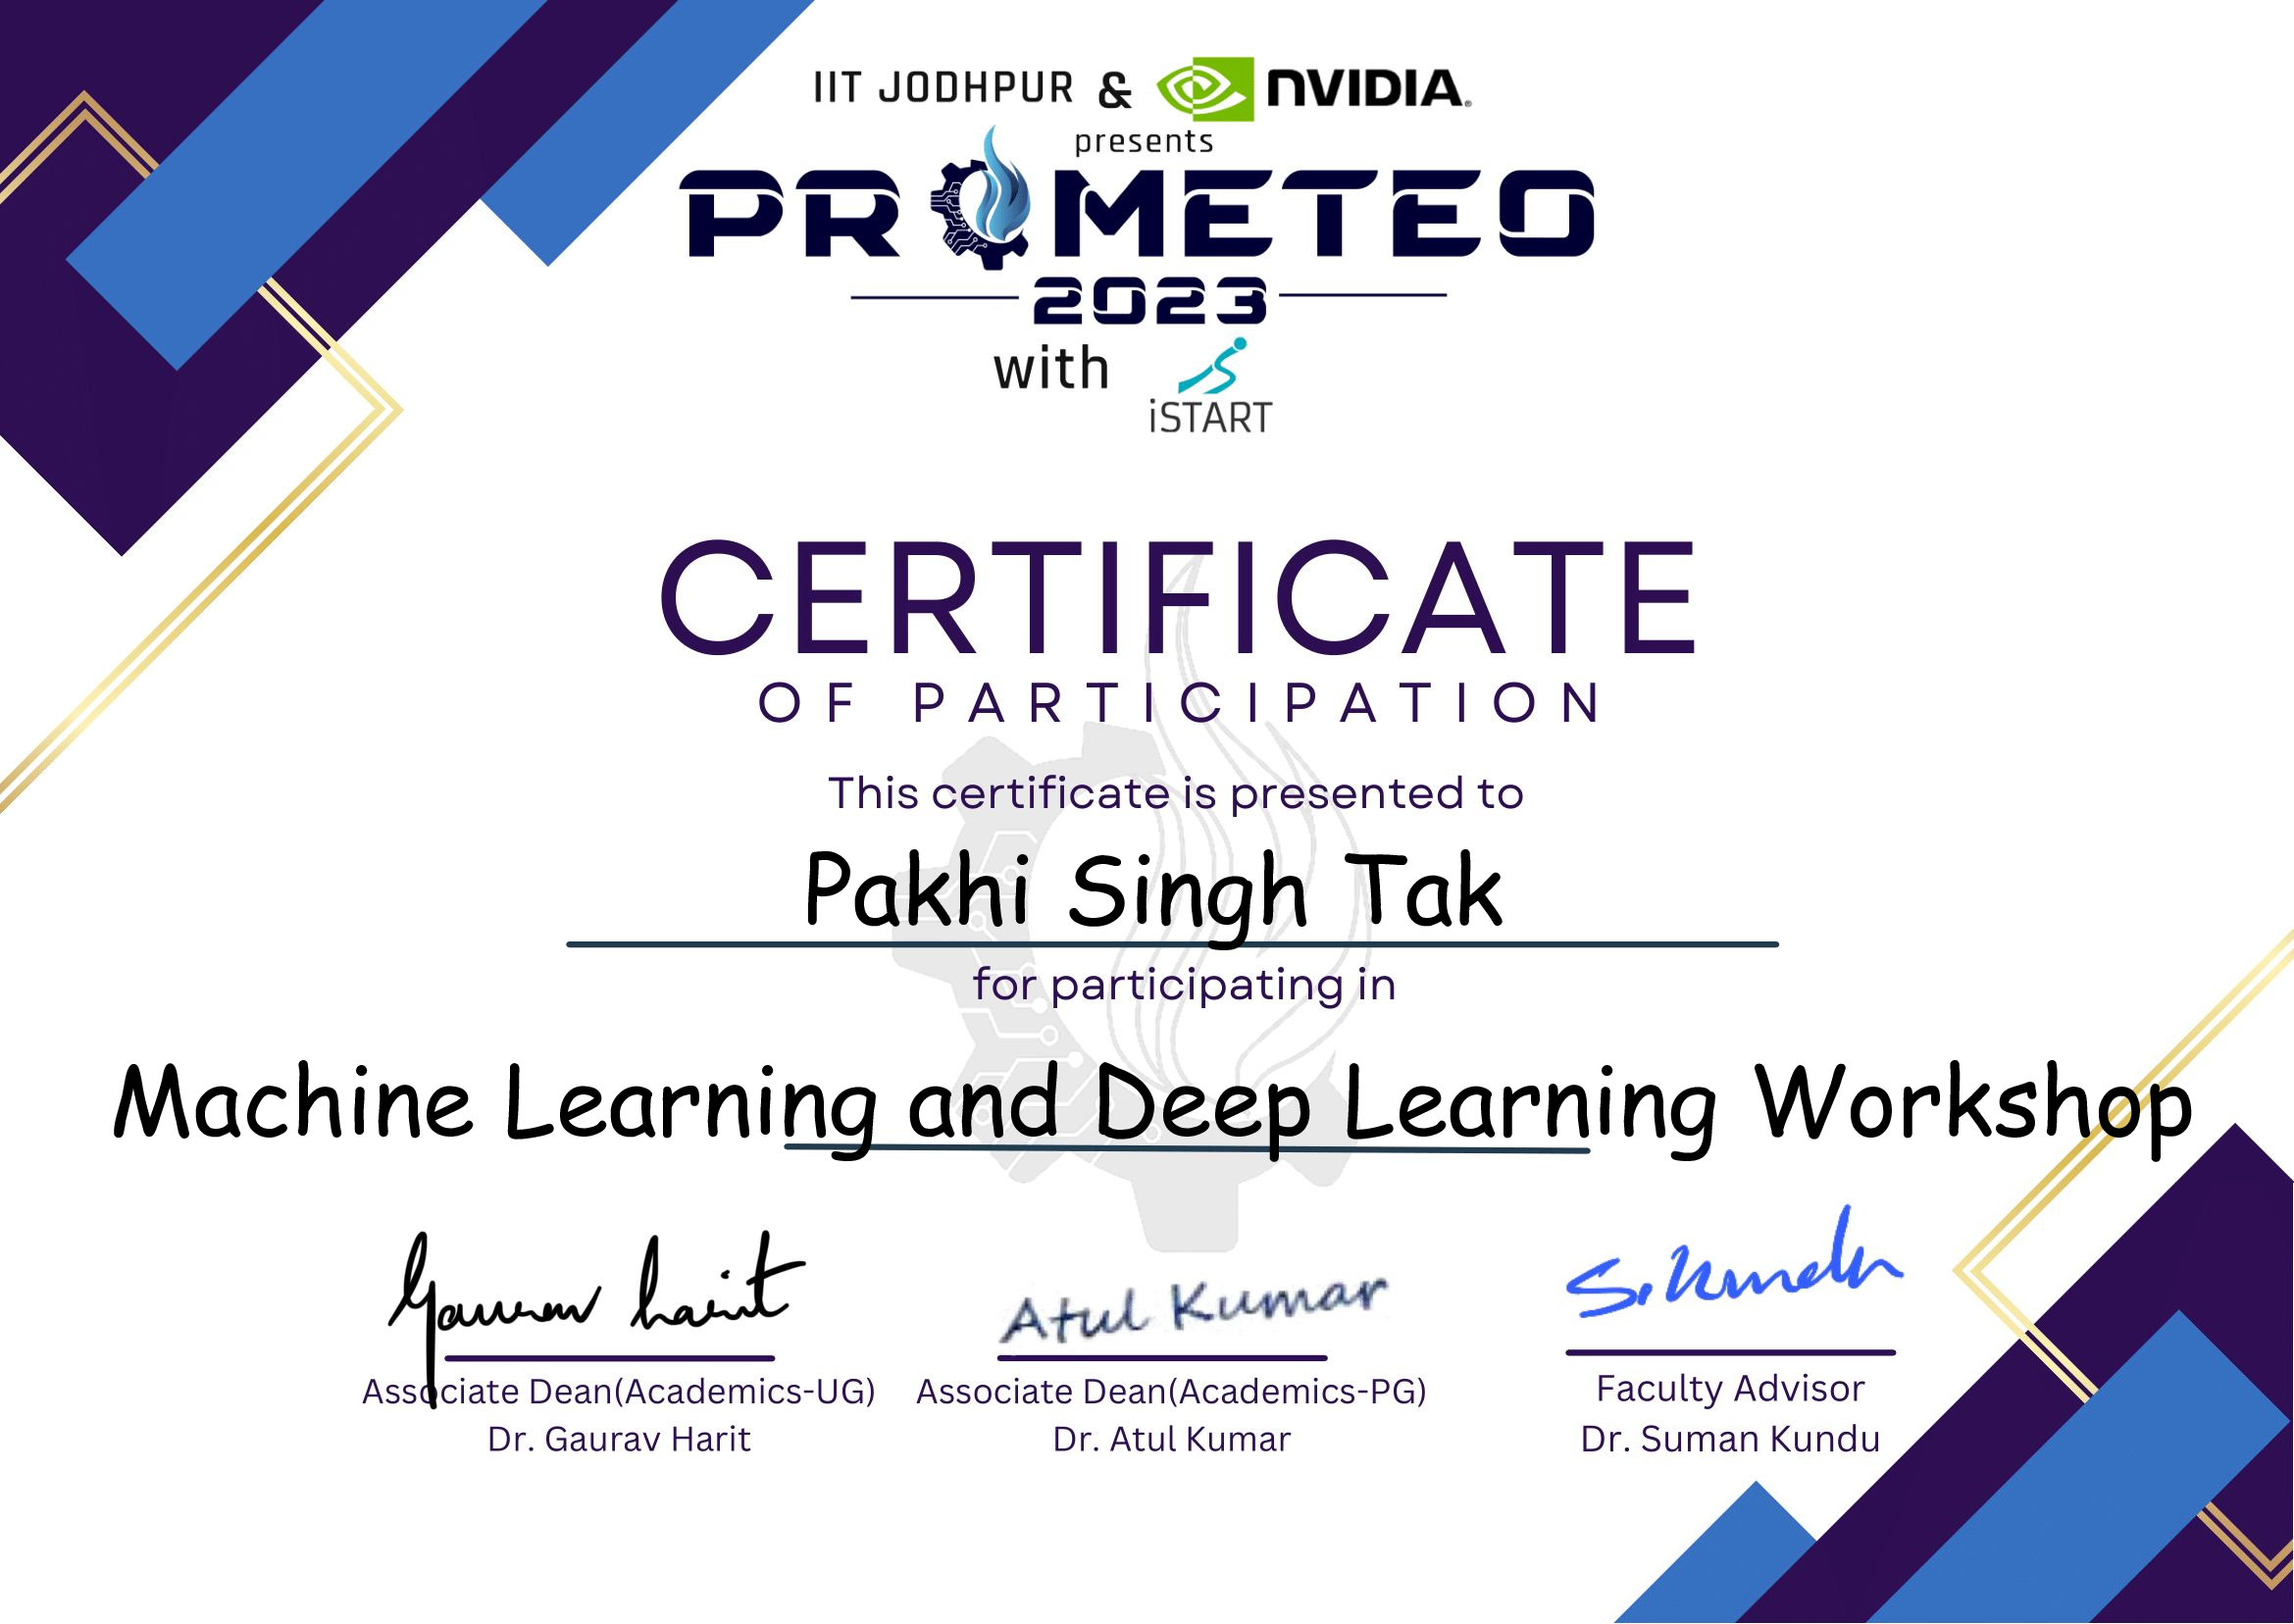 IIT JODHPUR & NVIDIA.
presents
PROMETEO
2023
with
iSTART
CERTIFICATE
OF PARTICIPATION
This certificate is presented to
Pakhi Singh Tak
for participating in
Machine Learning and Deep Learning Workshop
Gaurav Harit Atul Kumar S. Kundu
Associate Dean(Academics-UG) Associate Dean(Academics-PG) Faculty Advisor
Dr. Gaurav Harit Dr. Atul Kumar Dr. Suman Kundu